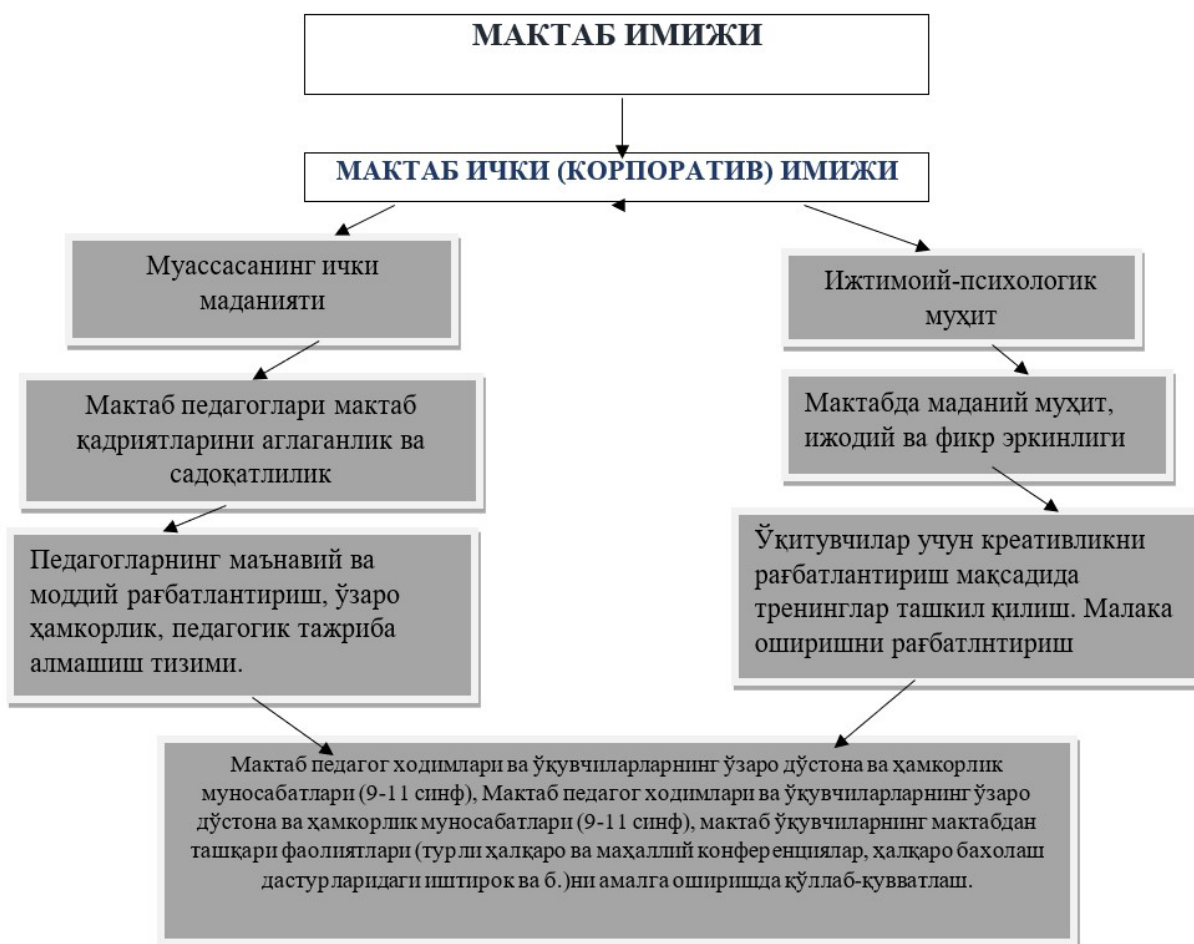 МАКТАБ ИМИЖИ
МАКТАБ ИЧКИ (КОРПОРАТИВ) ИМИЖИ
Муассасанинг ички
маданияти
Мактаб педагоглари мактаб
қадриятларини аглаганлик ва
садоқатлилик
Педагогларнинг маънавий ва
моддий рағбатлантириш, ўзаро
ҳамкорлик, педагогик тажриба
алмашиш тизими.
Ижтимоий-психологик
муҳит
Мактабда маданий муҳит,
ижодий ва фикр эркинлиги
Ўқитувчилар учун креативликни
рағбатлантириш мақсадида
тренинглар ташкил қилиш. Малака
оширишни рағбатлнтириш
Мактаб педагог ходимлари ва ўқувчиларларнинг ўзаро дўстона ва ҳамкорлик
муносабатлари (9-11 синф), Мактаб педагог ходимлари ва ўқувчиларларнинг ўзаро
дўстона ва ҳамкорлик муносабатлари (9-11 синф), мактаб ўқувчиларнинг мактабдан
ташқари фаолиятлари (турли ҳалқаро ва маҳаллий конференциялар, ҳалқаро бахолаш
дастурларидаги иштирок ва б.)ни амалга оширишда қўллаб-қувватлаш.